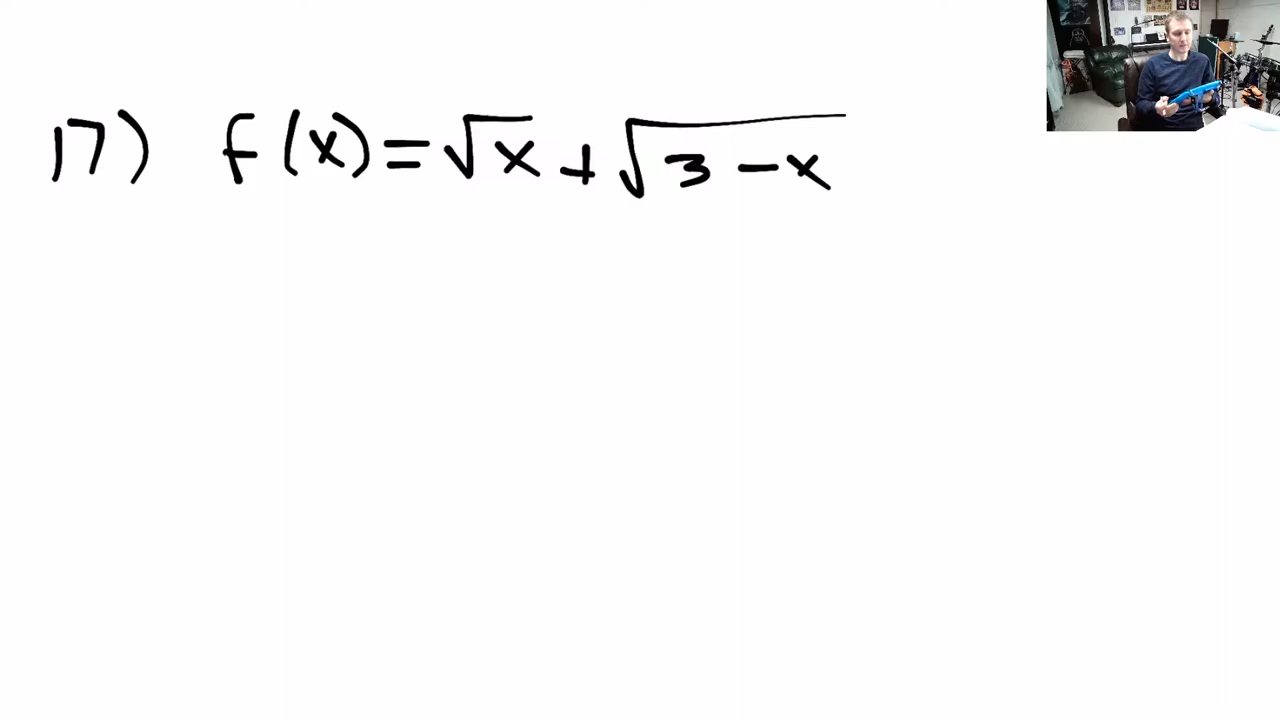 17) f(x) = √x + √3 - x